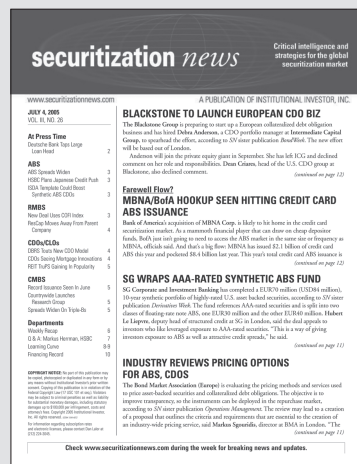 securitization news
Critical intelligence and
strategies for the global
securitization market
www.securitizationnews.com
A PUBLICATION OF INSTITUTIONAL INVESTOR, INC.
JULY 4, 2005
VOL. III, NO. 26
At Press Time
Deutsche Bank Taps Large
Loan Head 2
ABS
ABS Spreads Widen 3
HSBC Plans Japanese Credit Push 3
ISDA Template Could Boost
Synthetic ABS CDOs 3
RMBS
New Deal Uses COFI Index 3
ResCap Moves Away From Parent
Company 4
CDOs/CLOs
DBRS Touts New CDO Model 4
CDOs Seeing Mortgage Innovations 4
REIT TruPS Gaining In Popularity 5
CMBS
Record Issuance Seen In June 5
Countrywide Launches
Research Group 5
Spreads Widen On Triple-Bs 5
Departments
Weekly Recap 6
Q & A: Markus Herrman, HSBC 7
Learning Curve 8-9
Financing Record 10
BLACKSTONE TO LAUNCH EUROPEAN CDO BIZ
The Blackstone Group is preparing to start up a European collateralized debt obligation
business and has hired Debra Anderson, a CDO portfolio manager at Intermediate Capital
Group, to spearhead the effort, according to SN sister publication BondWeek. The new effort
will be based out of London.
Anderson will join the private equity giant in September. She has left ICG and declined
comment on her role and responsibilities. Dean Criares, head of the U.S. CDO group at
Blackstone, also declined comment.
(continued on page 12)
Farewell Flow?
MBNA/BofA HOOKUP SEEN HITTING CREDIT CARD
ABS ISSUANCE
Bank of America's acquisition of MBNA Corp. is likely to hit home in the credit card
securitization market. As a mammoth financial player that can draw on cheap depositor
funds, BofA just isn't going to need to access the ABS market in the same size or frequency as
MBNA, officials said. And that's a big flow: MBNA has issued $2.1 billion of credit card
ABS this year and pocketed $8.4 billion last year. This year's total credit card ABS issuance is
(continued on page 12)
SG WRAPS AAA-RATED SYNTHETIC ABS FUND
SG Corporate and Investment Banking has completed a EUR70 million (USD84 million),
10-year synthetic portfolio of highly-rated U.S. asset backed securities, according to SN sister
publication Derivatives Week. The fund references AAA-rated securities and is split into two
classes of floating-rate note ABS, one EUR30 million and the other EUR40 million. Hubert
Le Liepvre, deputy head of structured credit at SG in London, said the deal appeals to
investors who like leveraged exposure to AAA-rated securities. "This is a way of giving
investors exposure to ABS as well as attractive credit spreads," he said.
(continued on page 11)
INDUSTRY REVIEWS PRICING OPTIONS
FOR ABS, CDOS
The Bond Market Association (Europe) is evaluating the pricing methods and services used
to price asset-backed securities and collateralized debt obligations. The objective is to
improve transparency, so the instruments can be deployed in the repurchase market,
according to SN sister publication Operations Management. The review may lead to a creation
of a proposal that outlines the criteria and requirements that are essential to the creation of
an industry-wide pricing service, said Markus Sgouridis, director at BMA in London. "The
(continued on page 11)
Check www.securitizationnews.com during the week for breaking news and updates.